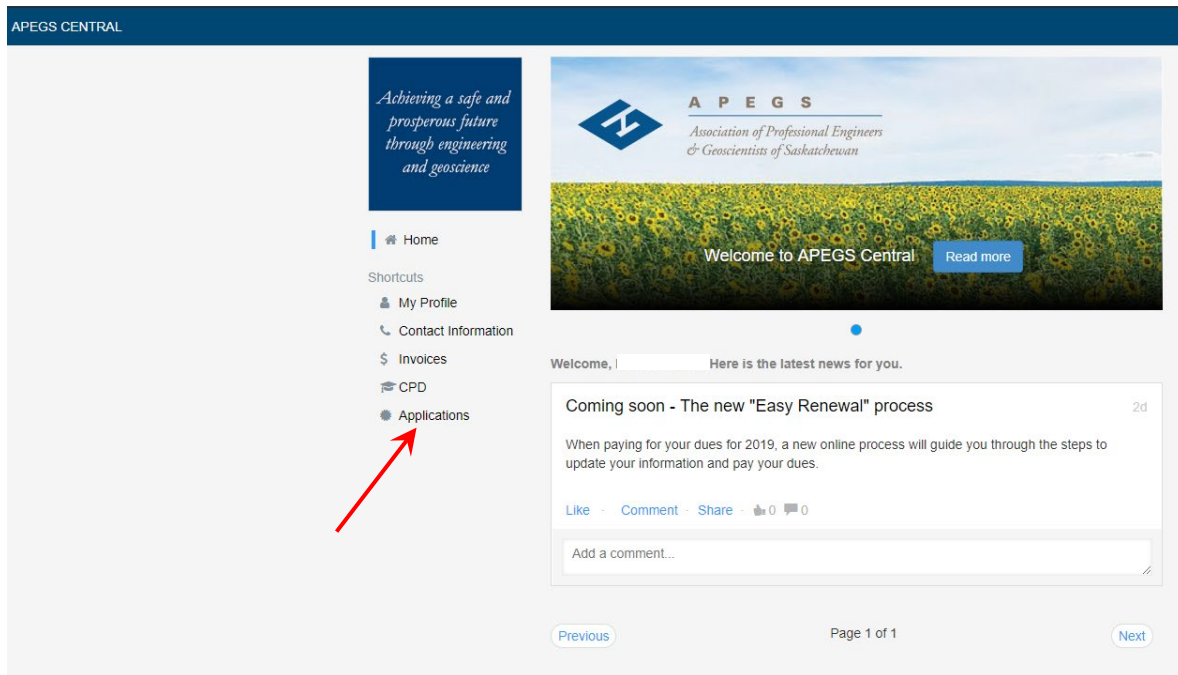 APEGS CENTRAL
Achieving a safe and
prosperous future
through engineering
and geoscience
Home
Shortcuts
My Profile
Contact Information
$ Invoices
CPD
Applications
A P E G S
Association of Professional Engineers
& Geoscientists of Saskatchewan
Welcome to APEGS Central
Read more
Welcome, Here is the latest news for you.
Coming soon - The new "Easy Renewal" process 2d
When paying for your dues for 2019, a new online process will guide you through the steps to
update your information and pay your dues.
Like - Comment - Share - 0 0
Add a comment...
Previous Page 1 of 1 Next